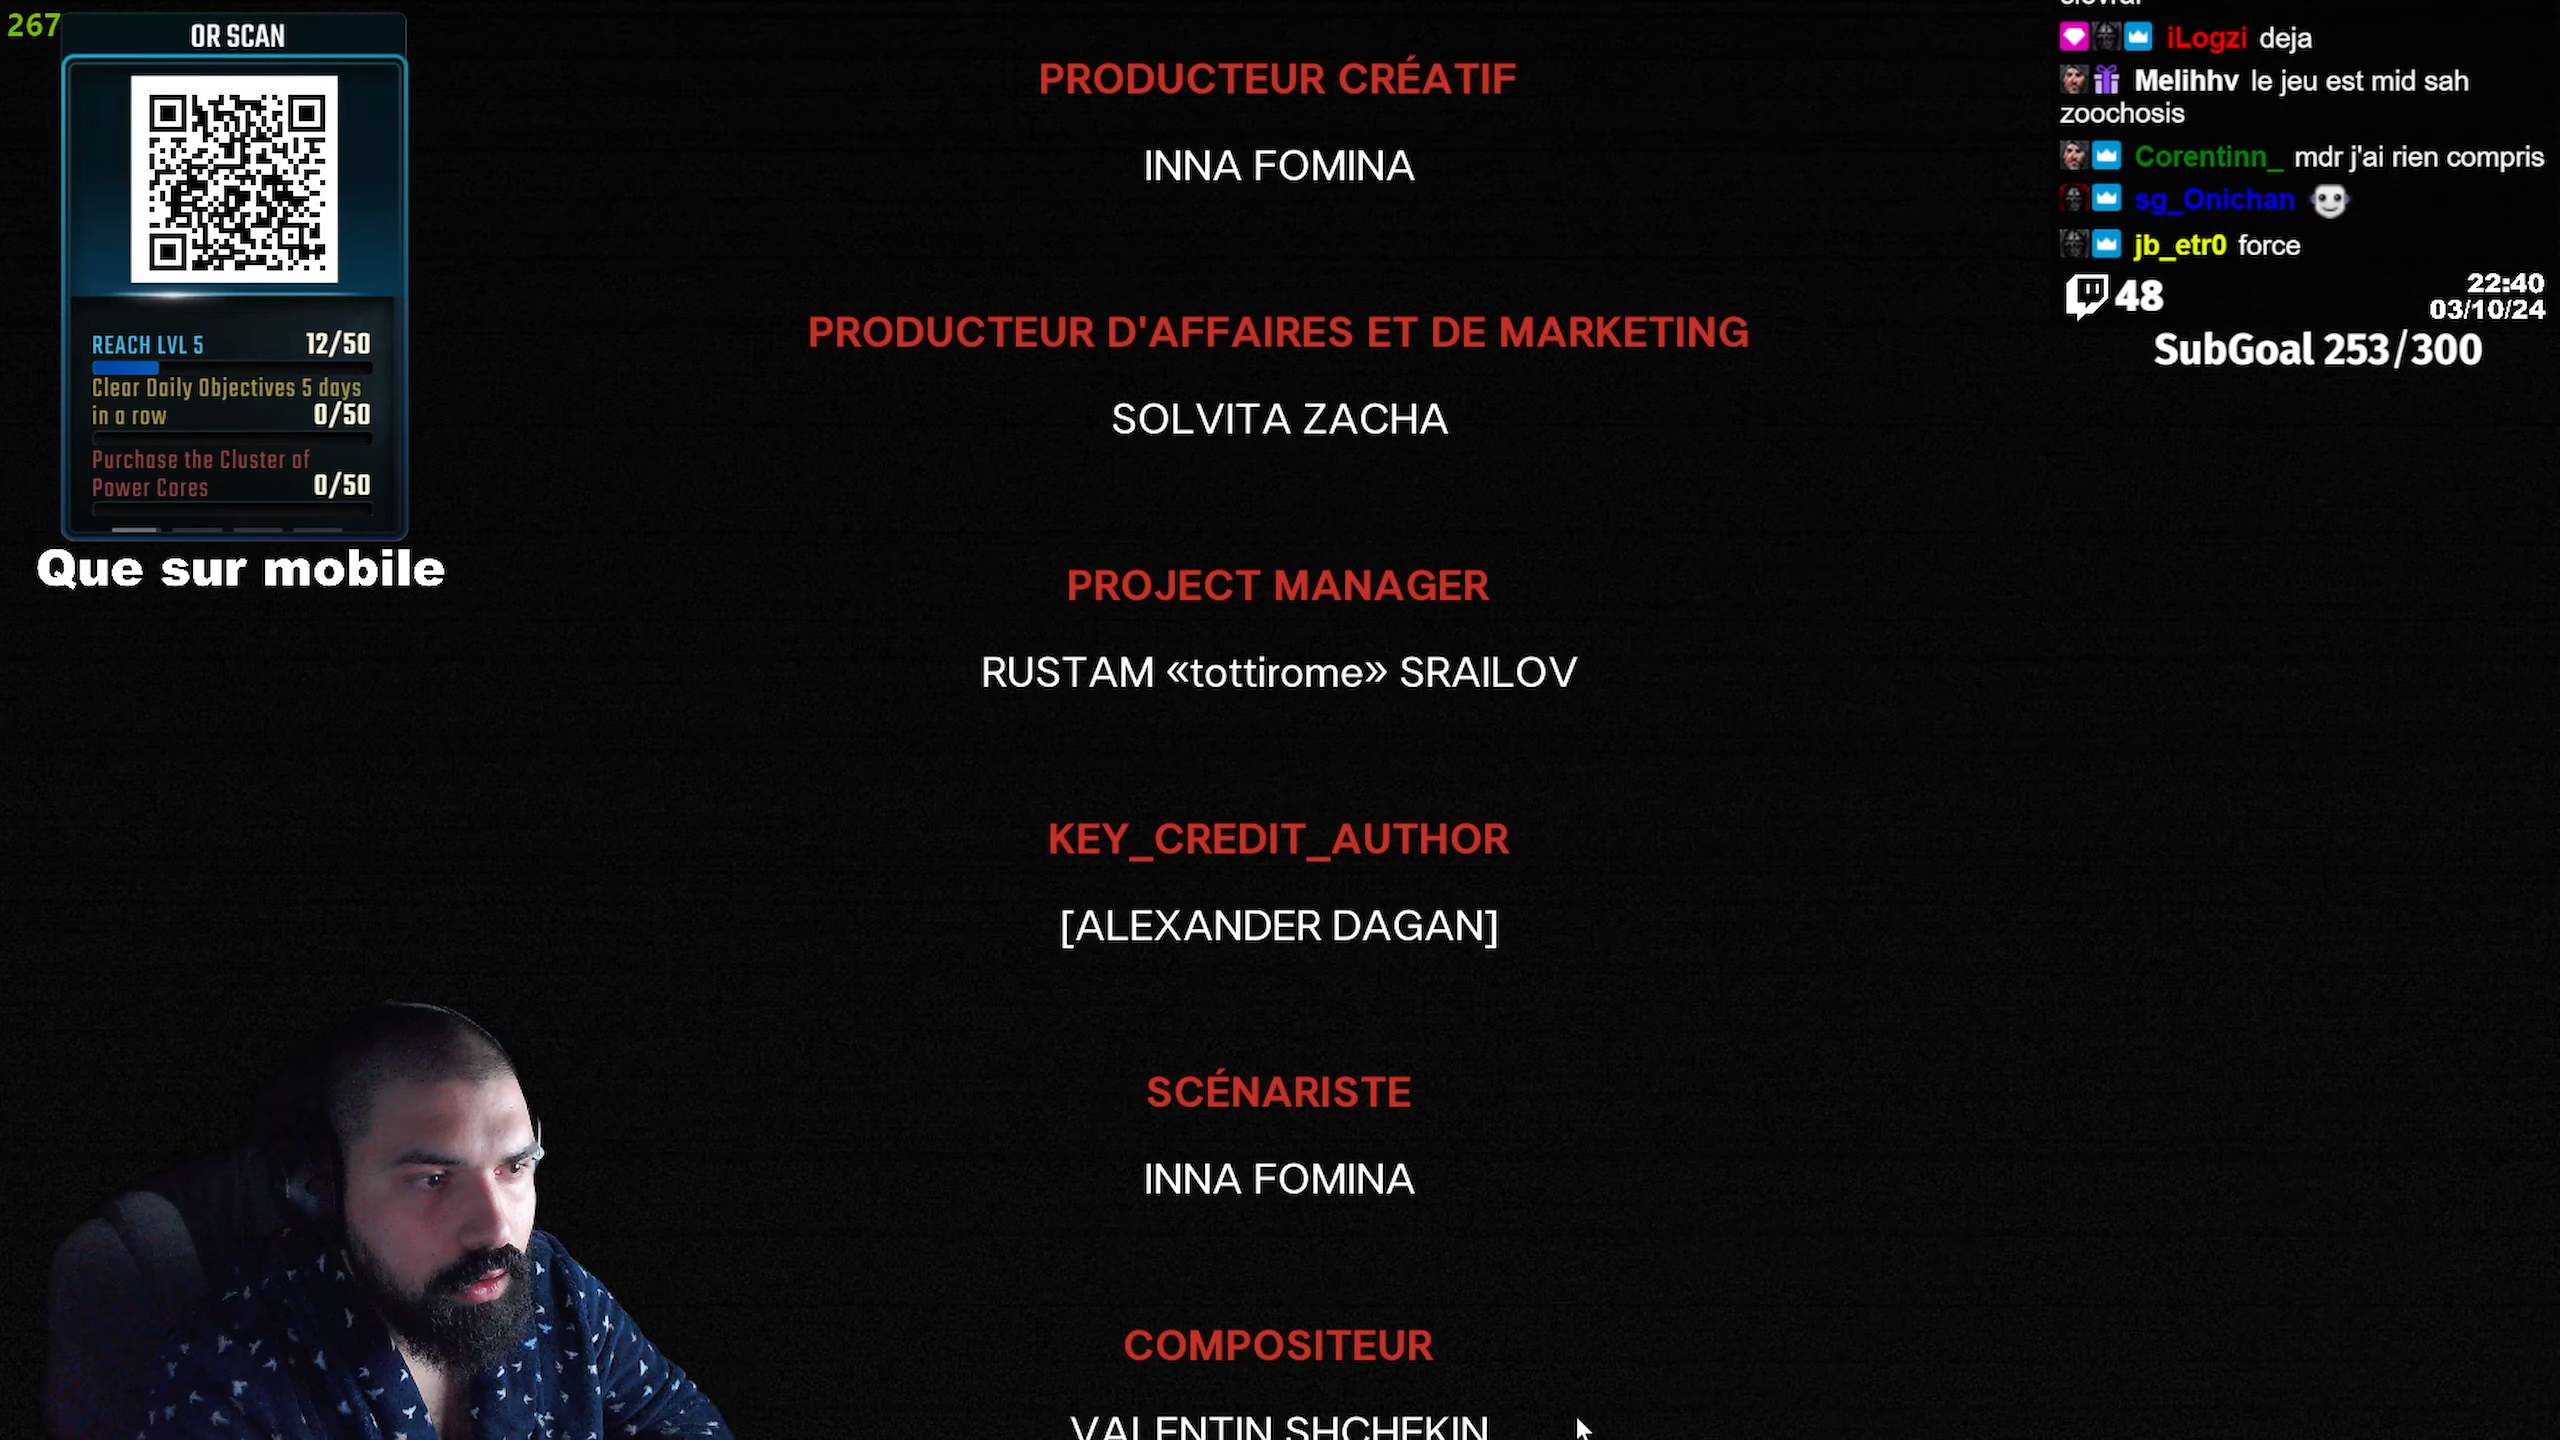 267
OR SCAN
REACH LVL 5 12/50
Clear Daily Objectives 5 days
in a row 0/50
Purchase the Cluster of
Power Cores 0/50
Que sur mobile
PRODUCTEUR CRÉATIF
INNA FOMINA
PRODUCTEUR D'AFFAIRES ET DE MARKETING
SOLVITA ZACHA
PROJECT MANAGER
RUSTAM «tottirome» SRAILOV
KEY_CREDIT_AUTHOR
[ALEXANDER DAGAN]
SCÉNARISTE
INNA FOMINA
COMPOSITEUR
VALENTIN SHCHEKIN
iLogzi deja
Melihhv le jeu est mid sah
zoochosis
Corentinn_ mdr j'ai rien compris
sg_Onichan
jb_etr0 force
48
22:40
03/10/24
SubGoal 253/300